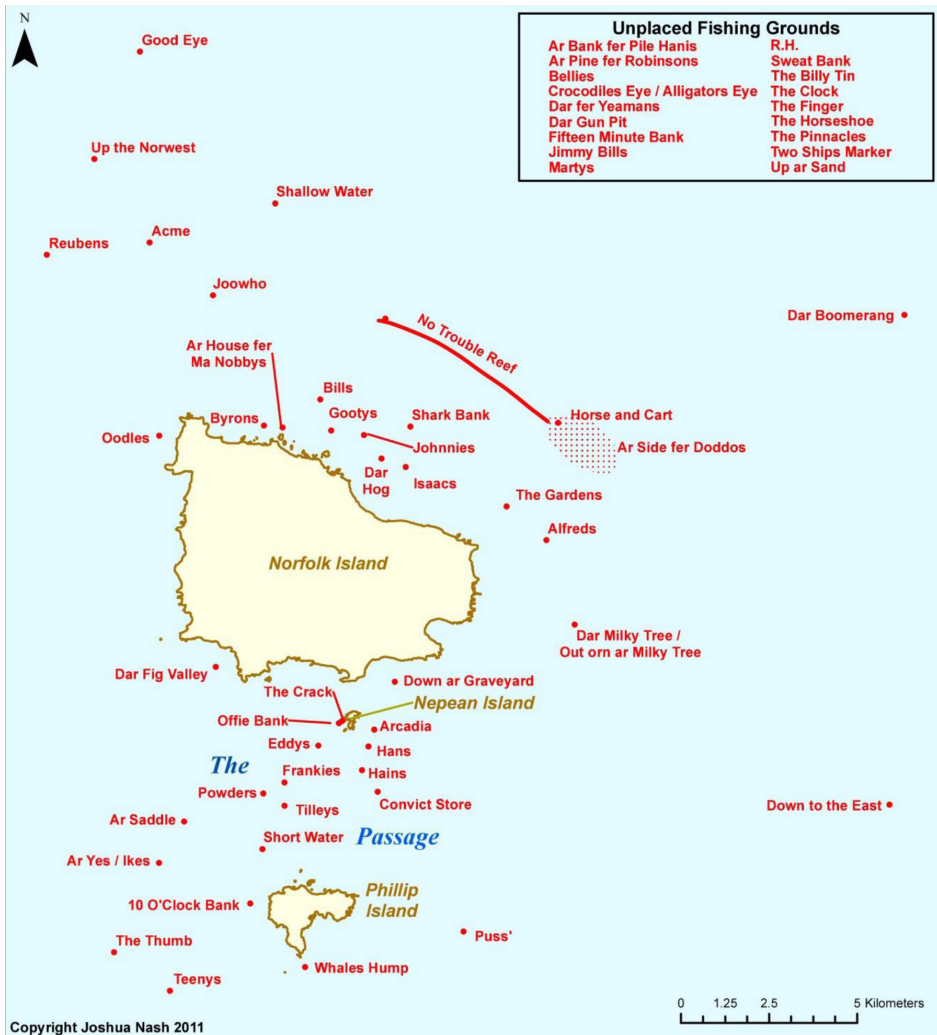 N
Good Eye
Unplaced Fishing Grounds
Ar Bank fer Pile Hanis
Ar Pine fer Robinsons
Bellies
Crocodiles Eye / Alligators Eye
Dar fer Yeamans
Dar Gun Pit
Fifteen Minute Bank
Jimmy Bills
Martys
R.H.
Sweat Bank
The Billy Tin
The Clock
The Finger
The Horseshoe
The Pinnacles
Two Ships Marker
Up ar Sand
Up the Norwest
Shallow Water
Acme
Reubens
Joowho
Dar Boomerang
No Trouble Reef
Ar House fer
Ma Nobbys
Bills
Gootys
Shark Bank
Horse and Cart
Byrons
Oodles
Johnnies
Ar Side fer Doddos
Dar
Hog
Isaacs
The Gardens
Alfreds
Norfolk Island
Dar Milky Tree /
Out orn ar Milky Tree
Dar Fig Valley
Down ar Graveyard
The Crack
Nepean Island
Offie Bank
Arcadia
Eddys
Hans
The
Frankies
Hains
Powders
Tilleys
Convict Store
Down to the East
Ar Saddle
Short Water
Passage
Ar Yes / Ikes
Phillip
Island
10 O'Clock Bank
Puss'
The Thumb
Whales Hump
Teenys
0 1.25 2.5 5 Kilometers
Copyright Joshua Nash 2011